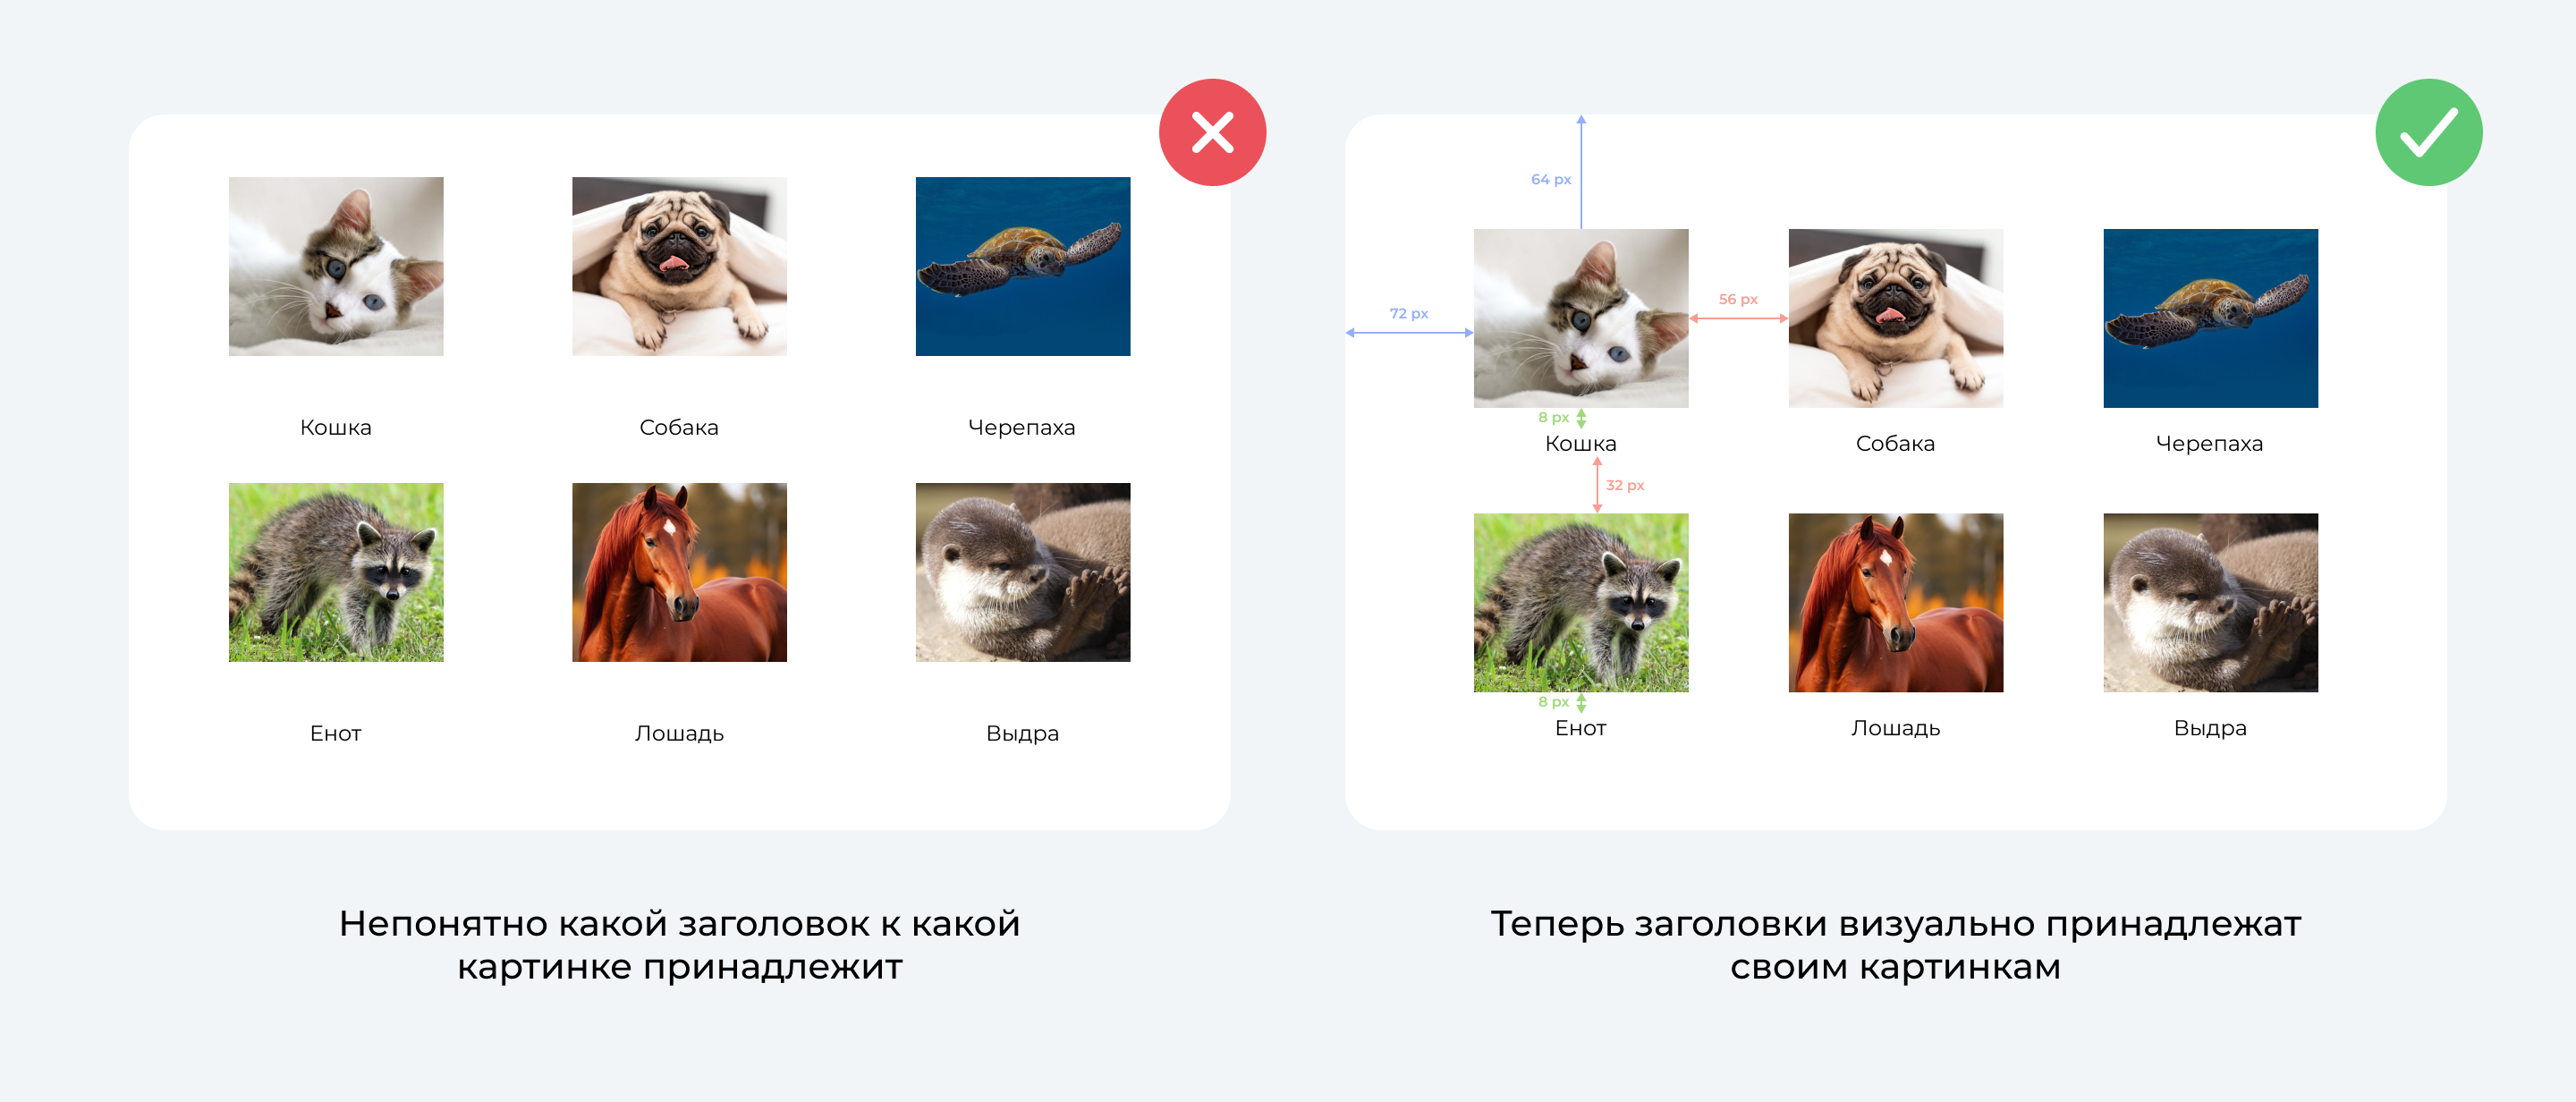 Кошка
Собака
Черепаха
Енот
Лошадь
Выдра
Непонятно какой заголовок к какой
картинке принадлежит
64 px
72 px
56 px
8 px
Кошка
Собака
Черепаха
32 px
8 px
Енот
Лошадь
Выдра
Теперь заголовки визуально принадлежат
своим картинкам